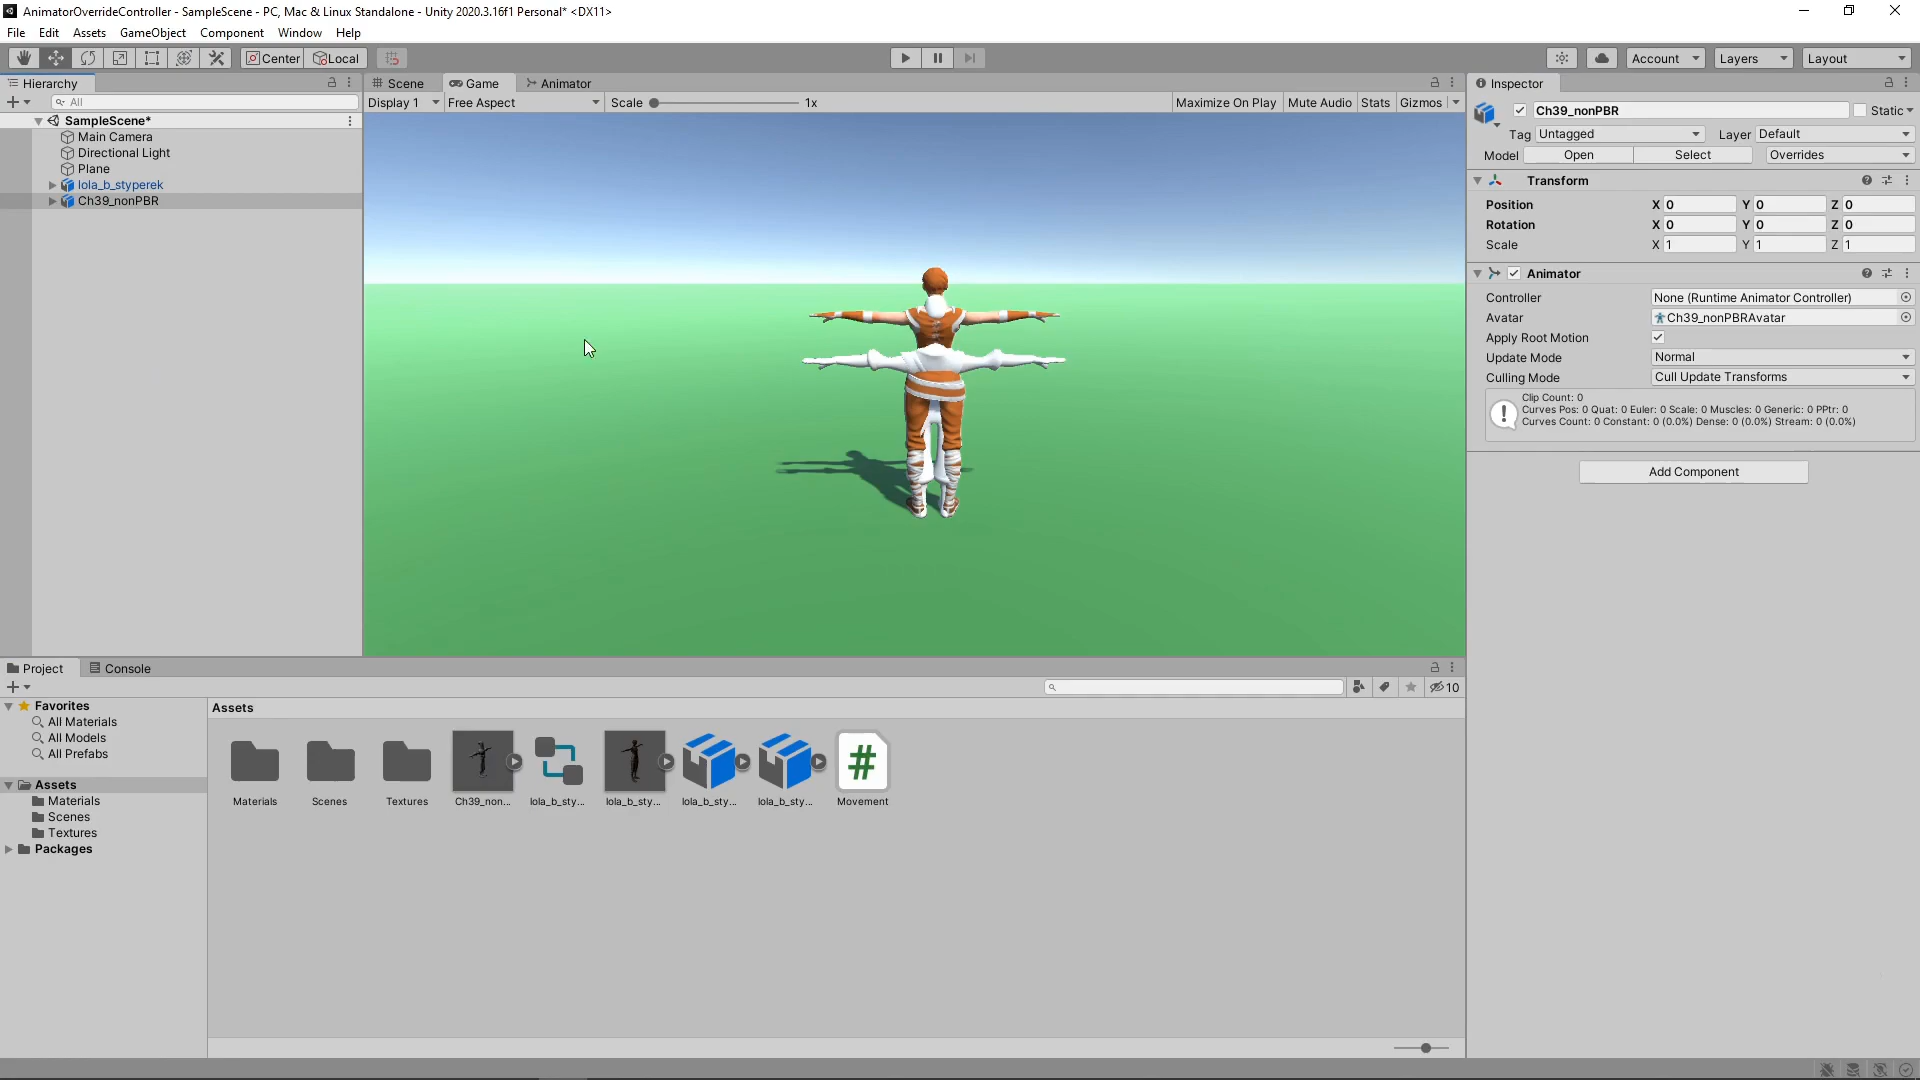 AnimatorOverrideController - SampleScene - PC, Mac & Linux Standalone - Unity 2020.3.16f1 Personal* <DX11>
File Edit Assets GameObject Component Window Help
Center Local Account Layers Layout
Hierarchy
All
SampleScene*
Main Camera
Directional Light
Plane
lola_b_styperek
Ch39_nonPBR
Scene Game Animator
Display 1 Free Aspect Scale 1x Maximize On Play Mute Audio Stats Gizmos
Inspector
Ch39_nonPBR Static
Tag Untagged Layer Default
Model Open Select Overrides
Transform
Position X 0 Y 0 Z 0
Rotation X 0 Y 0 Z 0
Scale X 1 Y 1 Z 1
Animator
Controller None (Runtime Animator Controller)
Avatar Ch39_nonPBRAvatar
Apply Root Motion
Update Mode Normal
Culling Mode Cull Update Transforms
Clip Count: 0
Curves Pos: 0 Quat: 0 Euler: 0 Scale: 0 Muscles: 0 Generic: 0 PPtr: 0
Curves Count: 0 Constant: 0 (0.0%) Dense: 0 (0.0%) Stream: 0 (0.0%)
Add Component
Project Console
10
Favorites
All Materials
All Models
All Prefabs
Assets
Materials
Scenes
Textures
Packages
Assets
Materials Scenes Textures Ch39_non... lola_b_sty... lola_b_sty... lola_b_sty... lola_b_sty... Movement